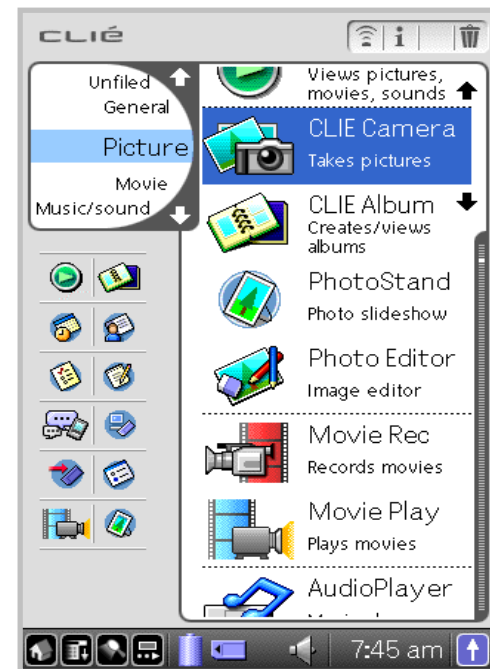 CLIÉ
i
Unfiled
General
Picture
Movie
Music/sound
Views pictures,
movies, sounds
CLIE Camera
Takes pictures
CLIE Album
Creates/views
albums
PhotoStand
Photo slideshow
Photo Editor
Image editor
Movie Rec
Records movies
Movie Play
Plays movies
AudioPlayer
7:45 am